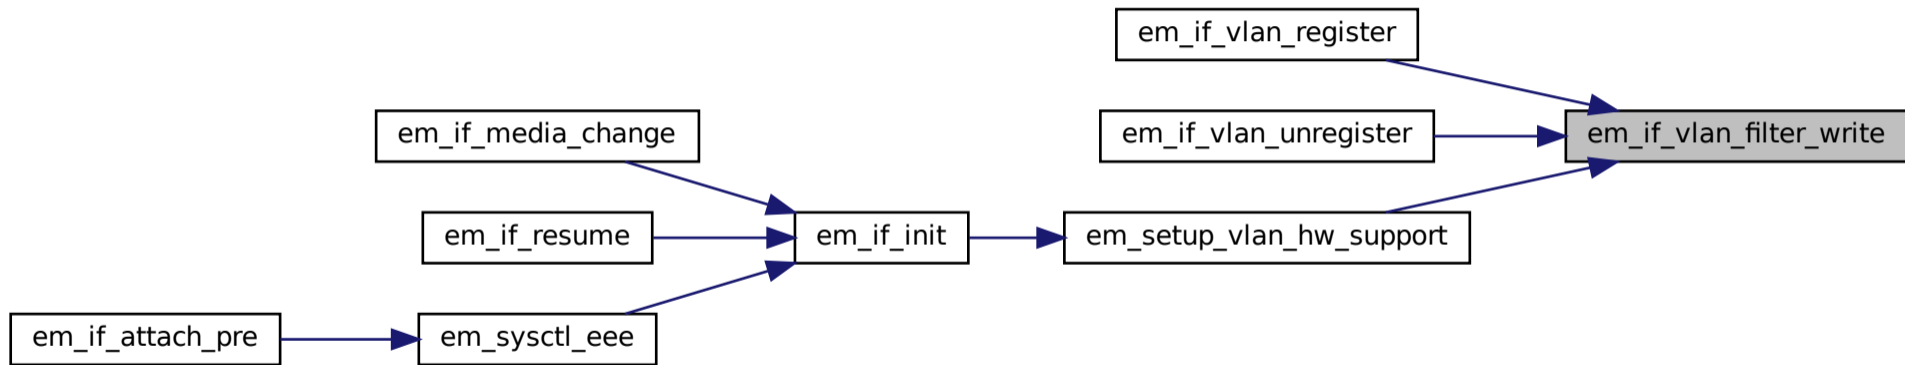 em_if_vlan_register
em_if_media_change
em_if_vlan_unregister
em_if_vlan_filter_write
em_if_resume
em_if_init
em_setup_vlan_hw_support
em_if_attach_pre
em_sysctl_eee